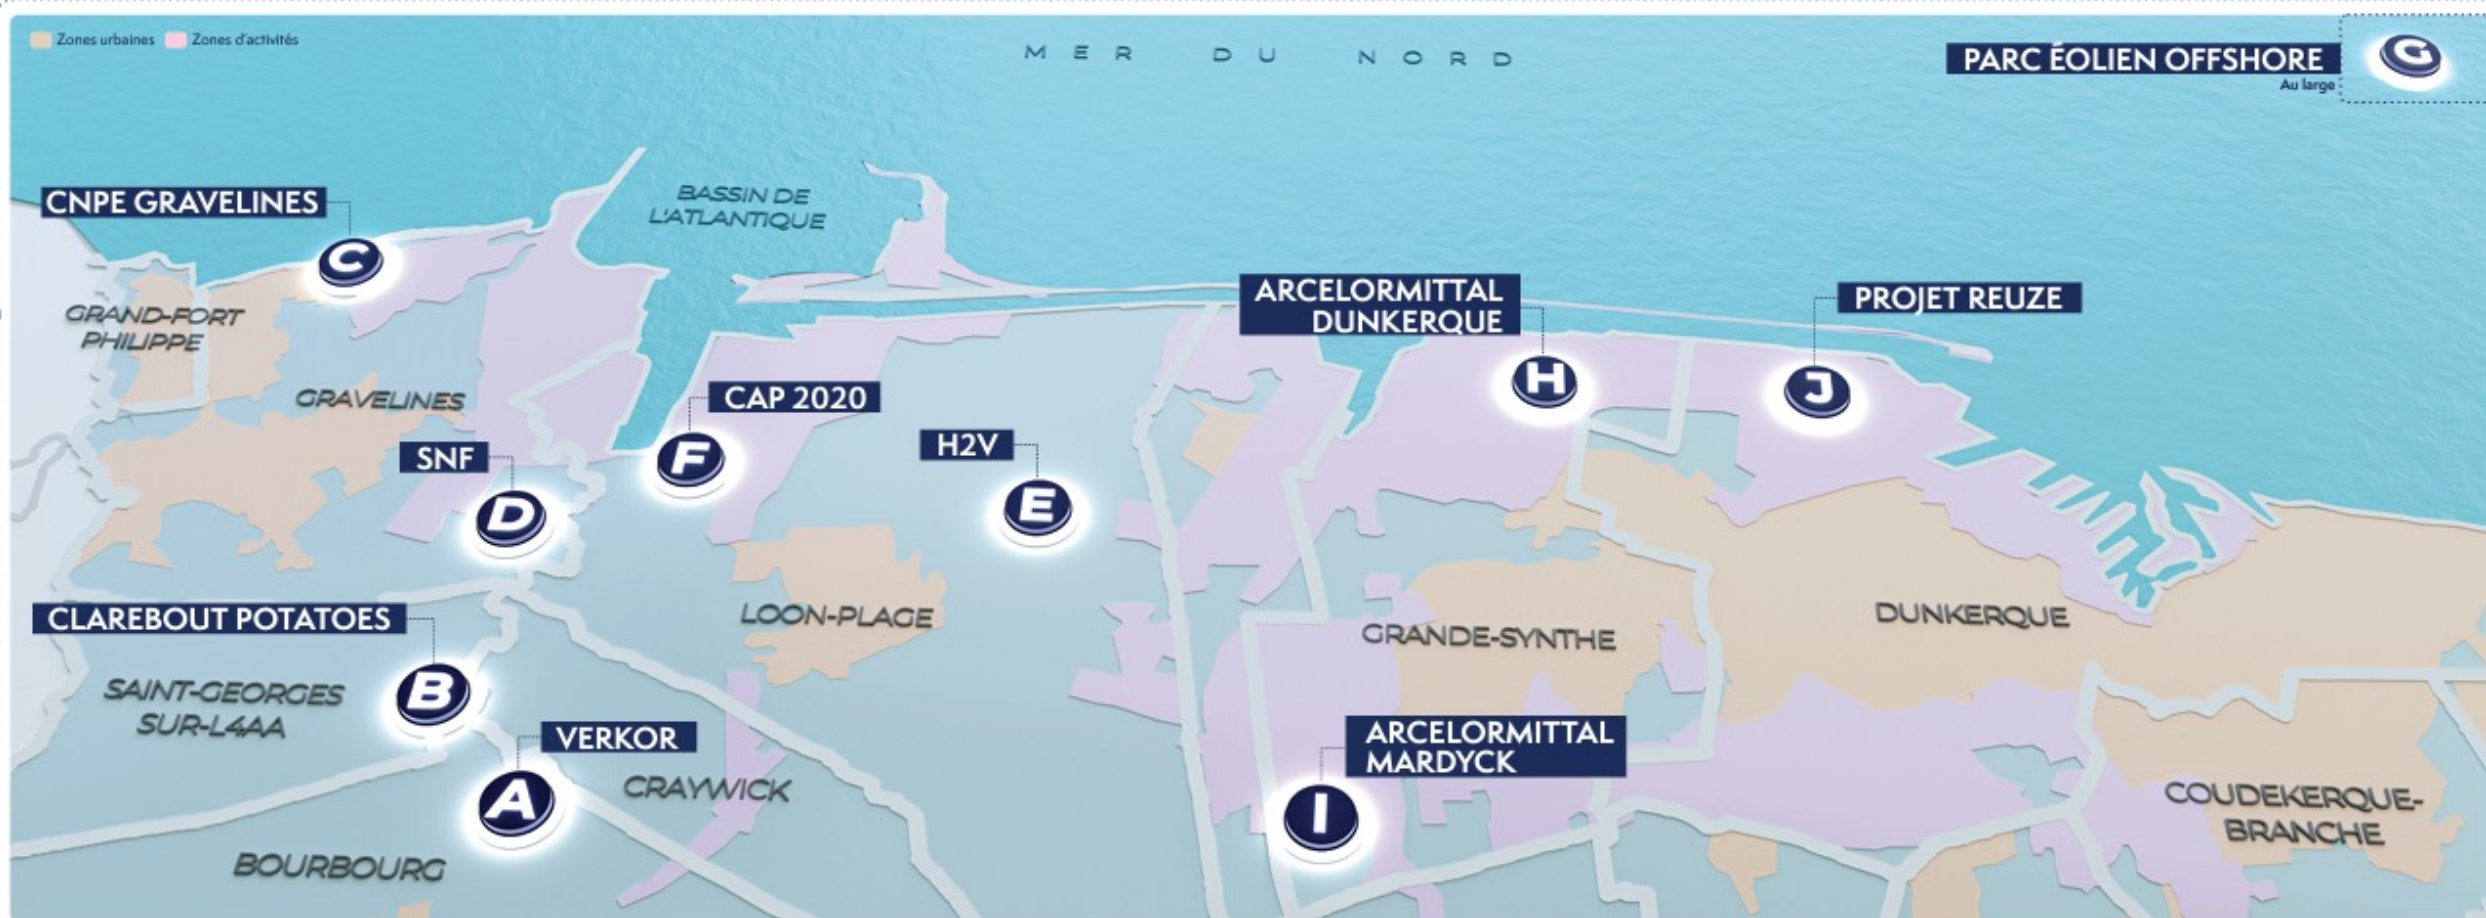 Zones urbaines
Zones d'activités
MER DU NORD
PARC ÉOLIEN OFFSHORE
G
Au large
CNPE GRAVELINES
C
BASSIN DE
L'ATLANTIQUE
GRAND-FORT
PHILIPPE
ARCELORMITTAL
DUNKERQUE
H
PROJET REUZE
J
GRAVELINES
CAP 2020
F
SNF
D
H2V
E
CLAREBOUT POTATOES
B
LOON-PLAGE
GRANDE-SYNTHE
DUNKERQUE
SAINT-GEORGES
SUR-L4AA
VERKOR
A
CRAYWICK
ARCELORMITTAL
MARDYCK
I
COUDEKERQUE-
BRANCHE
BOURBOURG